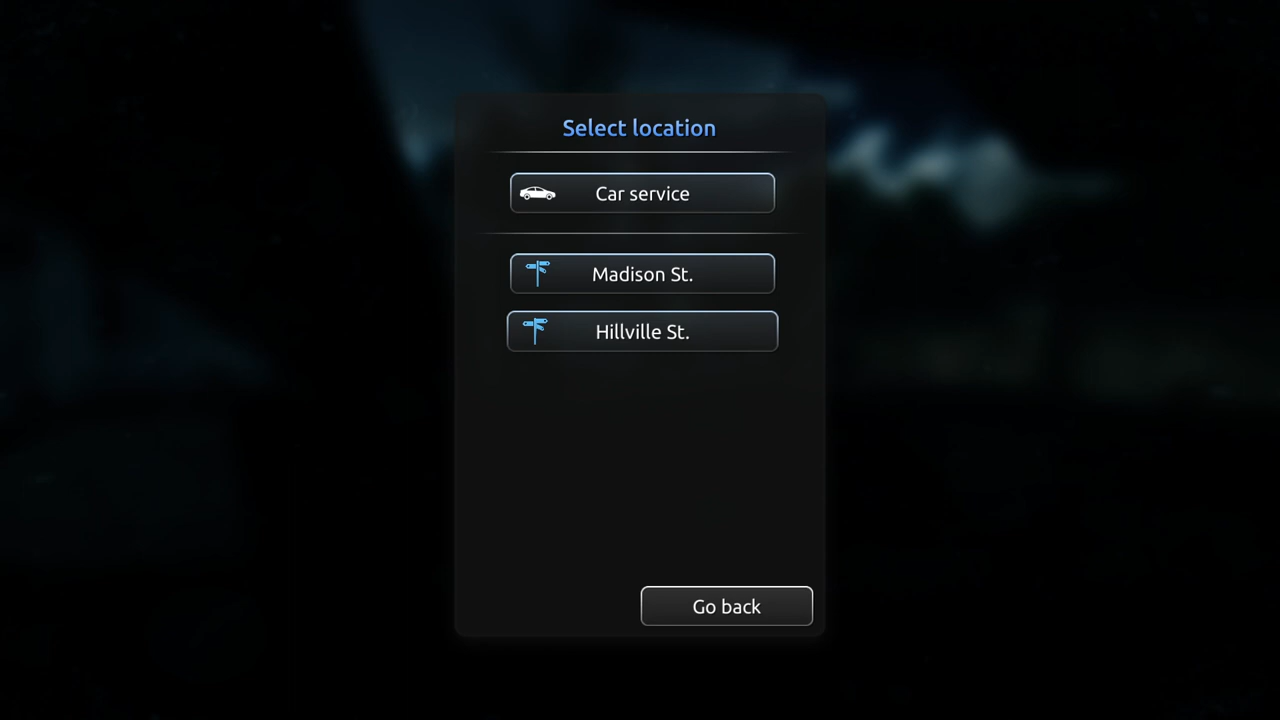 Select location
Car service
Madison St.
Hillville St.
Go back